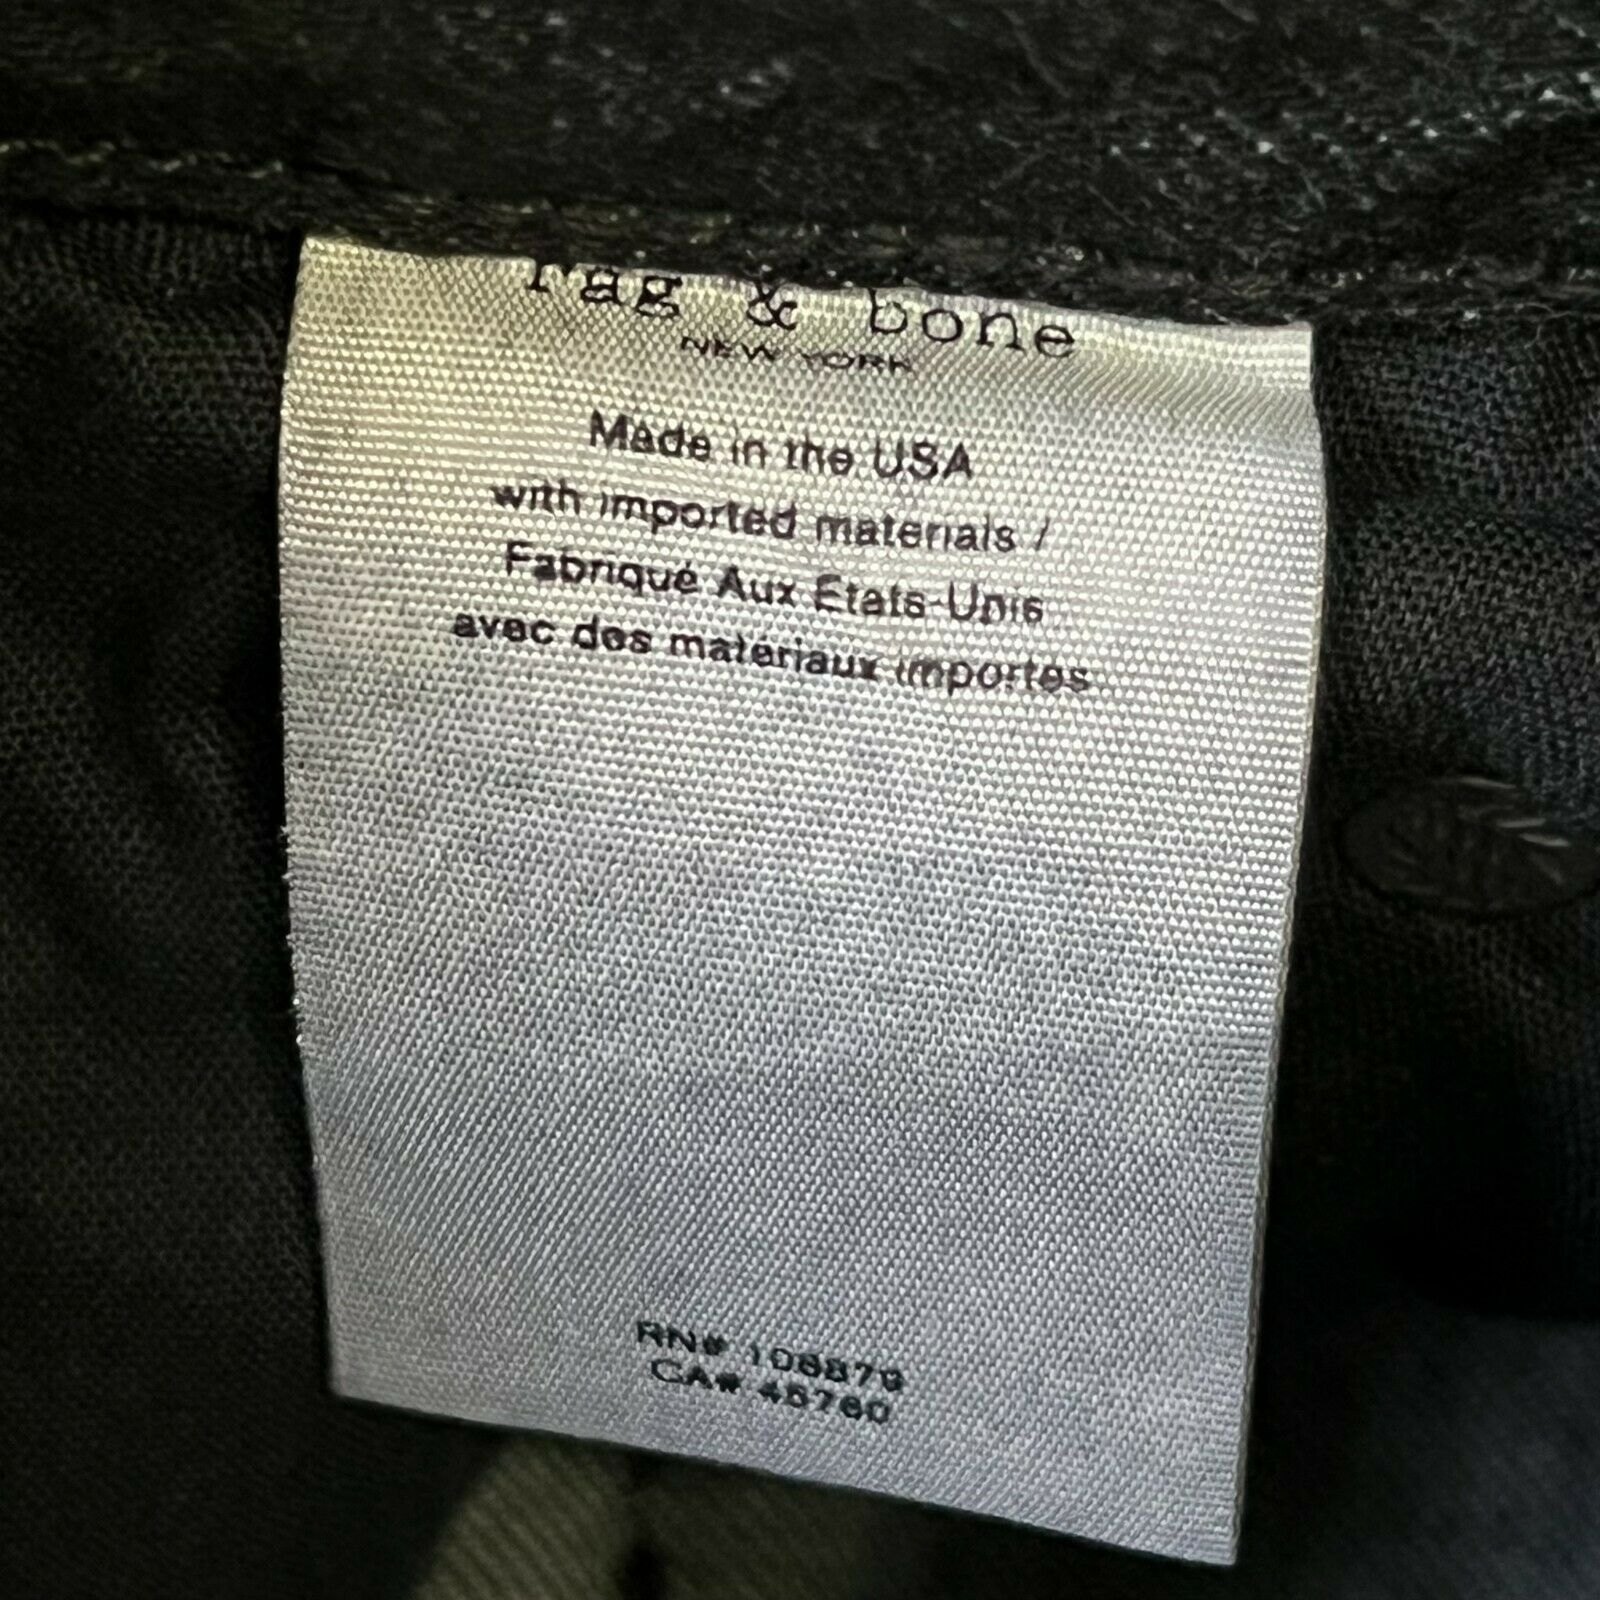 rag & bone
NEW YORK
Made in the USA
with imported materials /
Fabriqué Aux États-Unis
avec des matériaux importes
RN# 108879
CA# 45760